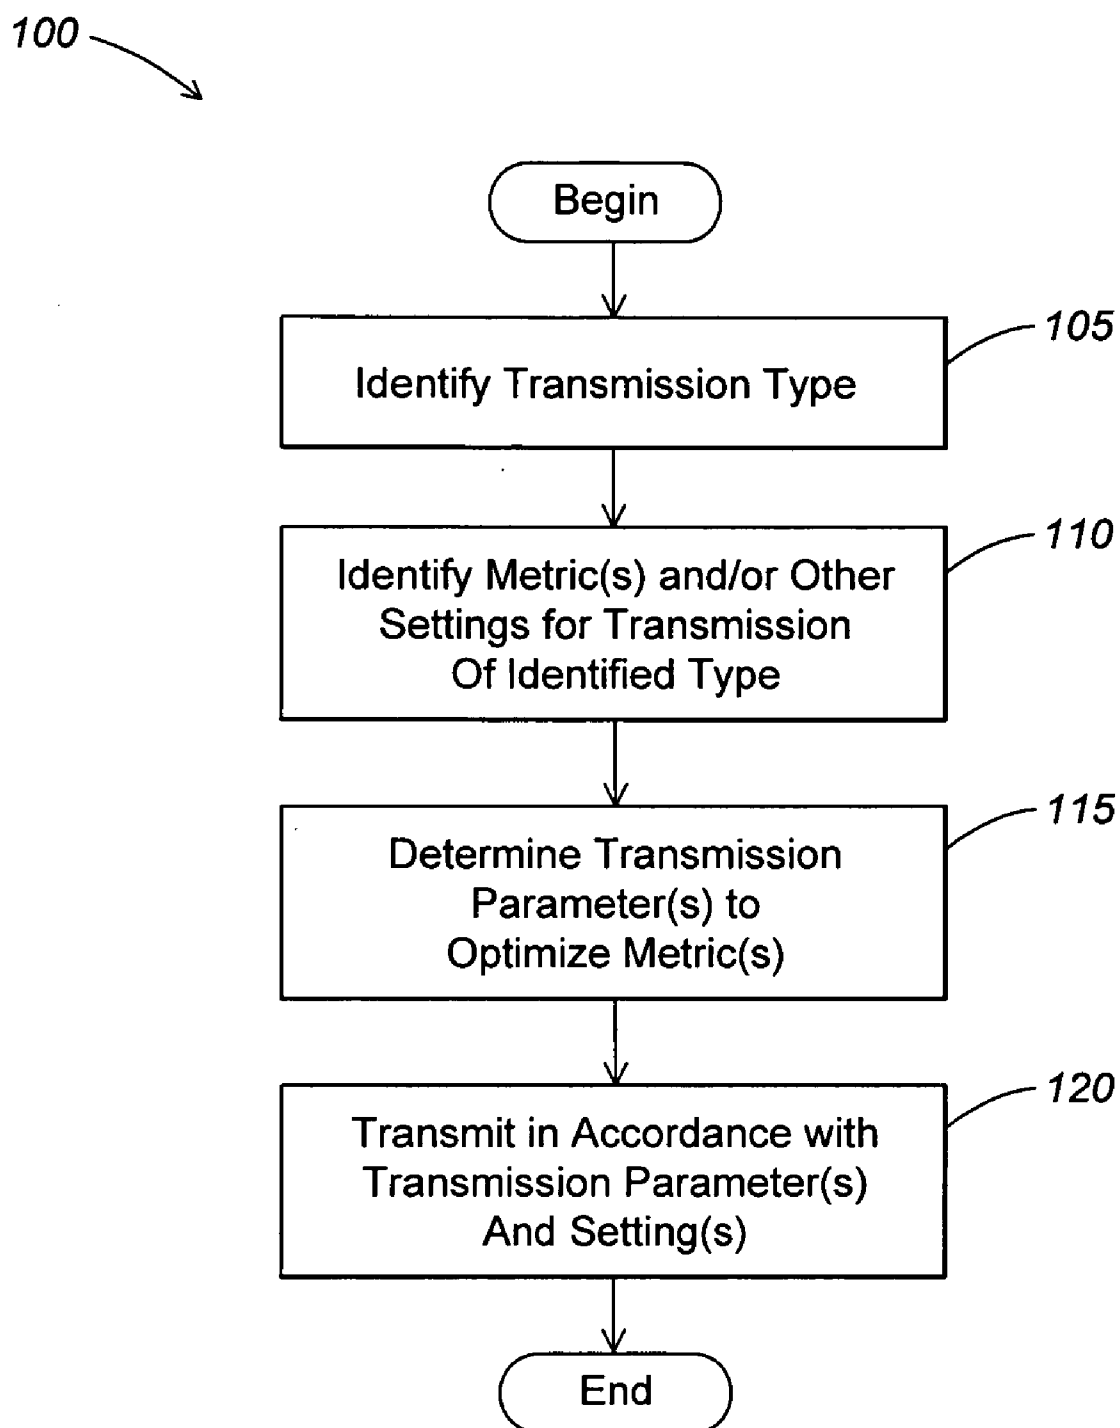 100
Begin
105
Identify Transmission Type
110
Identify Metric(s) and/or Other
Settings for Transmission
Of Identified Type
115
Determine Transmission
Parameter(s) to
Optimize Metric(s)
120
Transmit in Accordance with
Transmission Parameter(s)
And Setting(s)
End